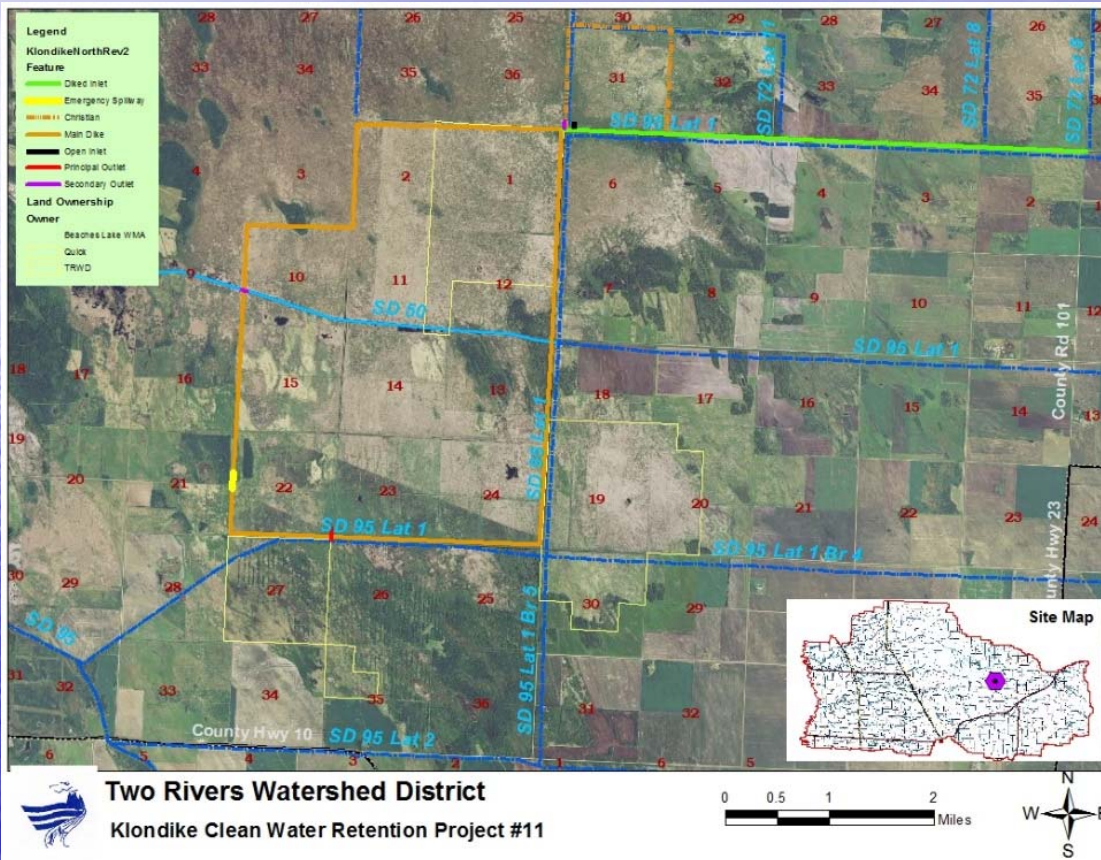 Legend
KlondikeNorthRev2
Feature
Diked Inlet
Emergency Spillway
Christian
Main Dike
Open Inlet
Principal Outlet
Secondary Outlet
Land Ownership
Owner
Beaches Lake WMA
Quick
TRWD
28 27 26 25 30 29 28 27 26
33 34 35 36 31 32 33 34 35
SD 72 Lat 8
SD 95 Lat 1
4 3 2 1 6 5 4 3 2
9 10 11 12 7 8 9 10 11 12
SD 50
SD 95 Lat 1
County Rd 101
18 17 16 15 14 13 18 17 16 15 14 13
SD 95 Lat 1
19 20 21 22 23 24 19 20 21 22 23 24
SD 95 Lat 1
SD 95 Lat 1 Br 4
County Hwy 23
30 29 28 27 26 25 30 29
SD 95
SD 95 Lat 1 Br 5
31 32 33 34 35 36 31 32
County Hwy 10
SD 95 Lat 2
6 5 4 3 2 1 6 5
Site Map
Two Rivers Watershed District
Klondike Clean Water Retention Project #11
0 0.5 1 2
Miles
N
W E
S